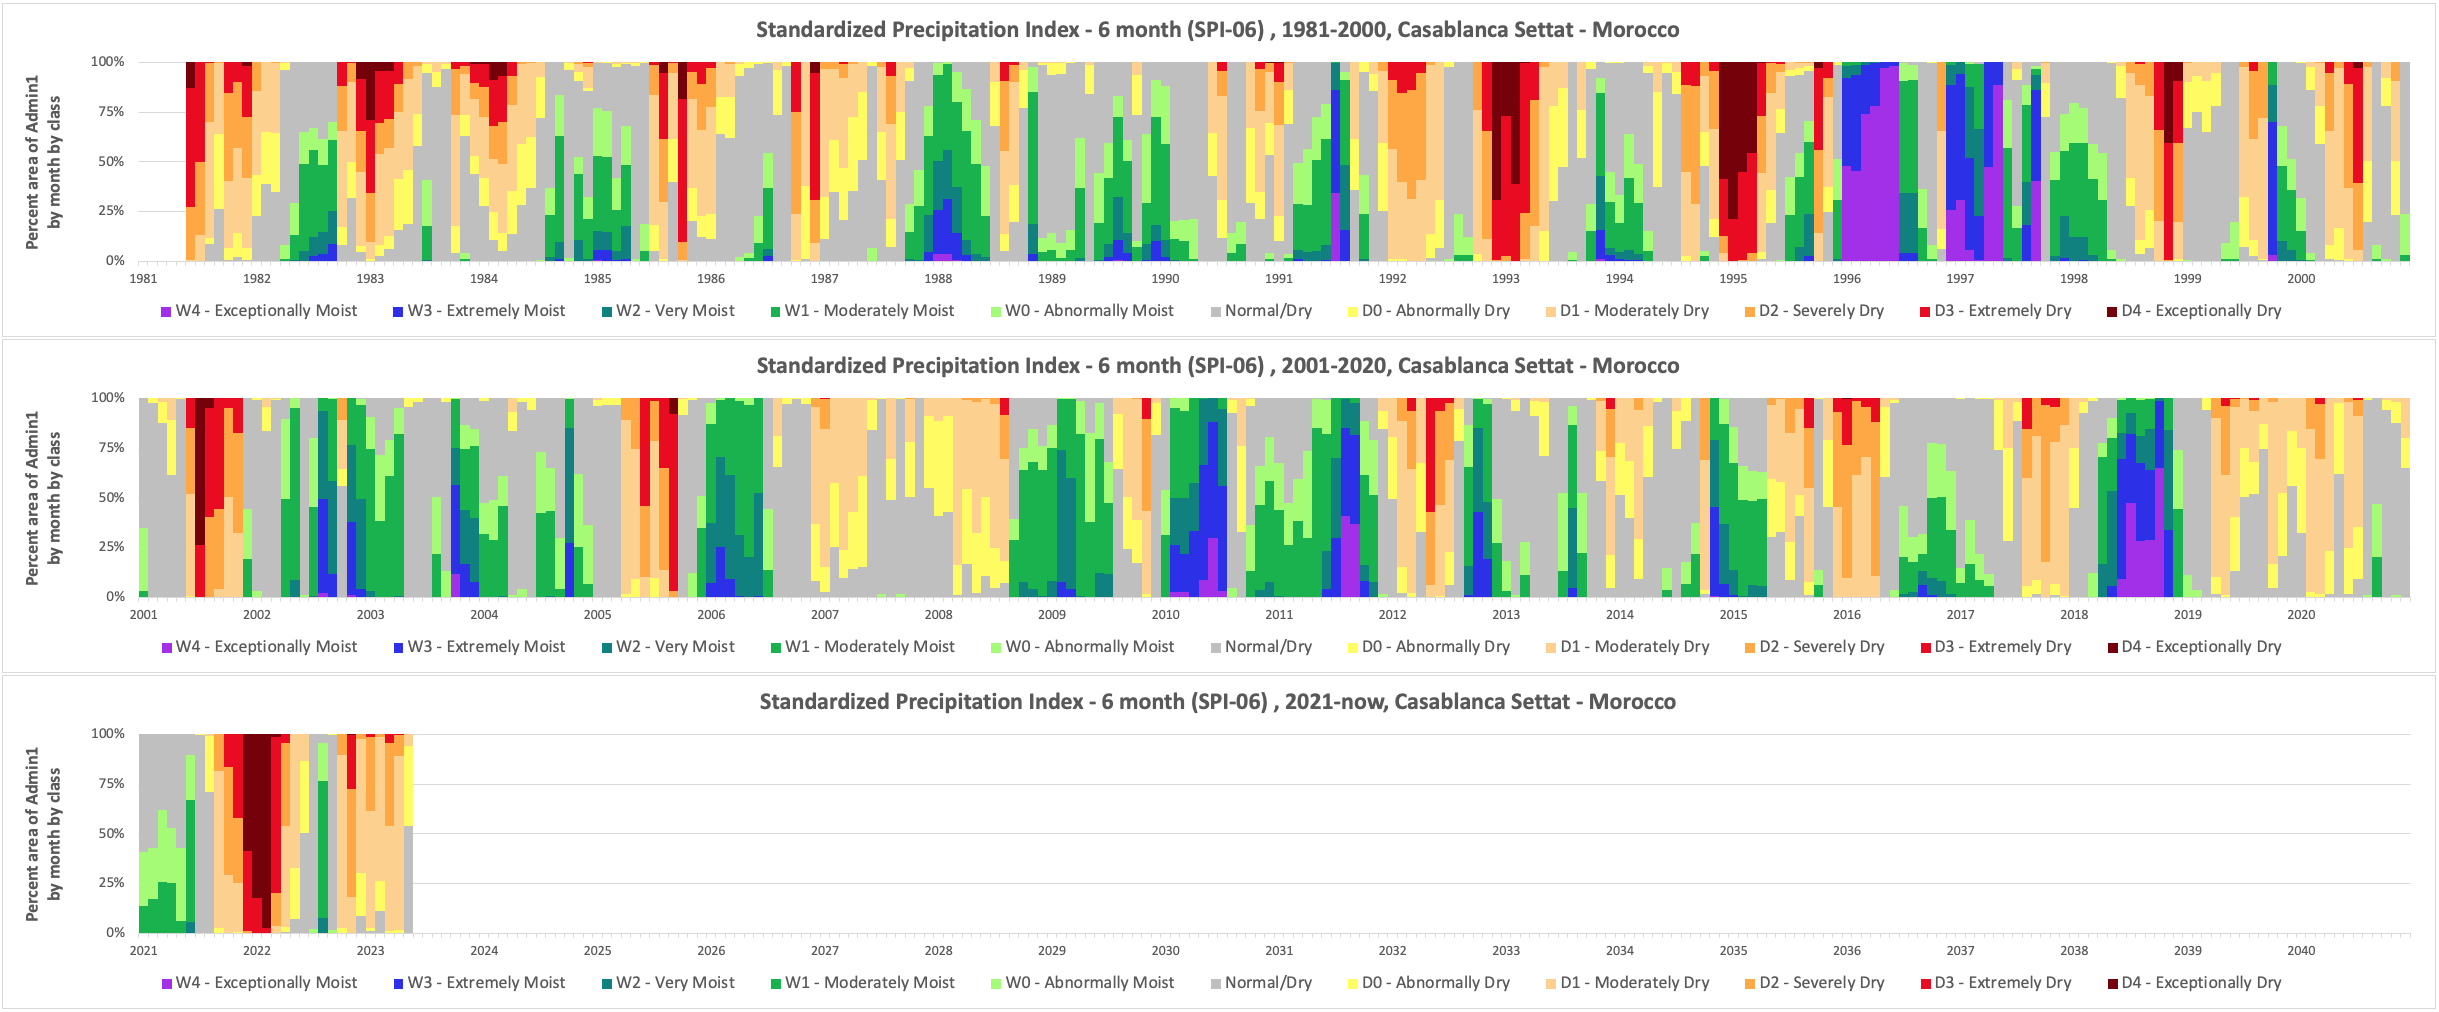 Standardized Precipitation Index - 6 month (SPI-06) , 1981-2000, Casablanca Settat - Morocco
Percent area of Admin1
by month by class
100%
75%
50%
25%
0%
1981 1982 1983 1984 1985 1986 1987 1988 1989 1990 1991 1992 1993 1994 1995 1996 1997 1998 1999 2000
W4 - Exceptionally Moist W3 - Extremely Moist W2 - Very Moist W1 - Moderately Moist W0 - Abnormally Moist Normal/Dry D0 - Abnormally Dry D1 - Moderately Dry D2 - Severely Dry D3 - Extremely Dry D4 - Exceptionally Dry
Standardized Precipitation Index - 6 month (SPI-06) , 2001-2020, Casablanca Settat - Morocco
Percent area of Admin1
by month by class
100%
75%
50%
25%
0%
2001 2002 2003 2004 2005 2006 2007 2008 2009 2010 2011 2012 2013 2014 2015 2016 2017 2018 2019 2020
W4 - Exceptionally Moist W3 - Extremely Moist W2 - Very Moist W1 - Moderately Moist W0 - Abnormally Moist Normal/Dry D0 - Abnormally Dry D1 - Moderately Dry D2 - Severely Dry D3 - Extremely Dry D4 - Exceptionally Dry
Standardized Precipitation Index - 6 month (SPI-06) , 2021-now, Casablanca Settat - Morocco
Percent area of Admin1
by month by class
100%
75%
50%
25%
0%
2021 2022 2023 2024 2025 2026 2027 2028 2029 2030 2031 2032 2033 2034 2035 2036 2037 2038 2039 2040
W4 - Exceptionally Moist W3 - Extremely Moist W2 - Very Moist W1 - Moderately Moist W0 - Abnormally Moist Normal/Dry D0 - Abnormally Dry D1 - Moderately Dry D2 - Severely Dry D3 - Extremely Dry D4 - Exceptionally Dry